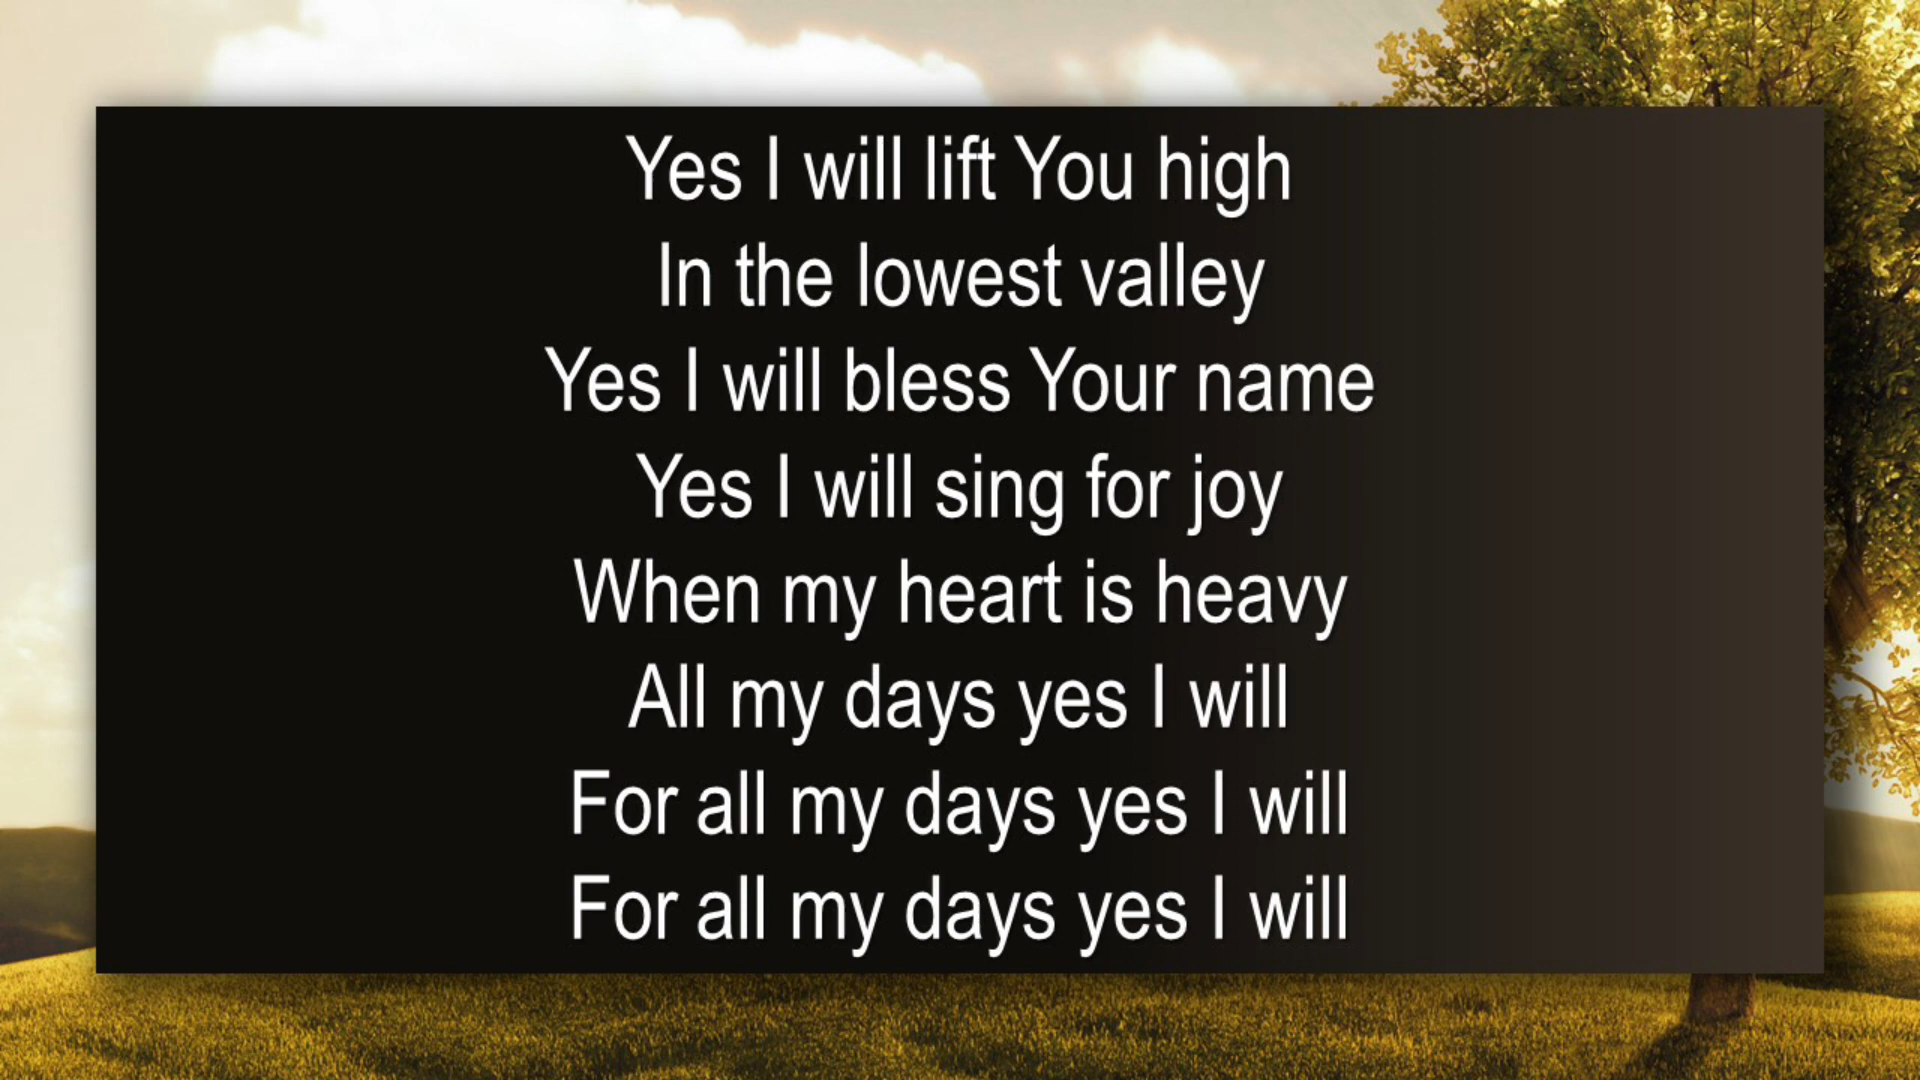 Yes I will lift You high
In the lowest valley
Yes I will bless Your name
Yes I will sing for joy
When my heart is heavy
All my days yes I will
For all my days yes I will
For all my days yes I will